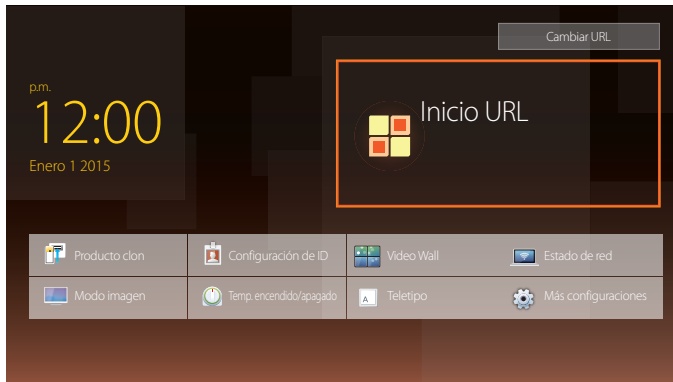 Cambiar URL
p.m.
12:00
Enero 1 2015
Inicio URL
Producto clon
Configuración de ID
Video Wall
Estado de red
Modo imagen
Temp. encendido/apagado
A
Teletipo
Más configuraciones